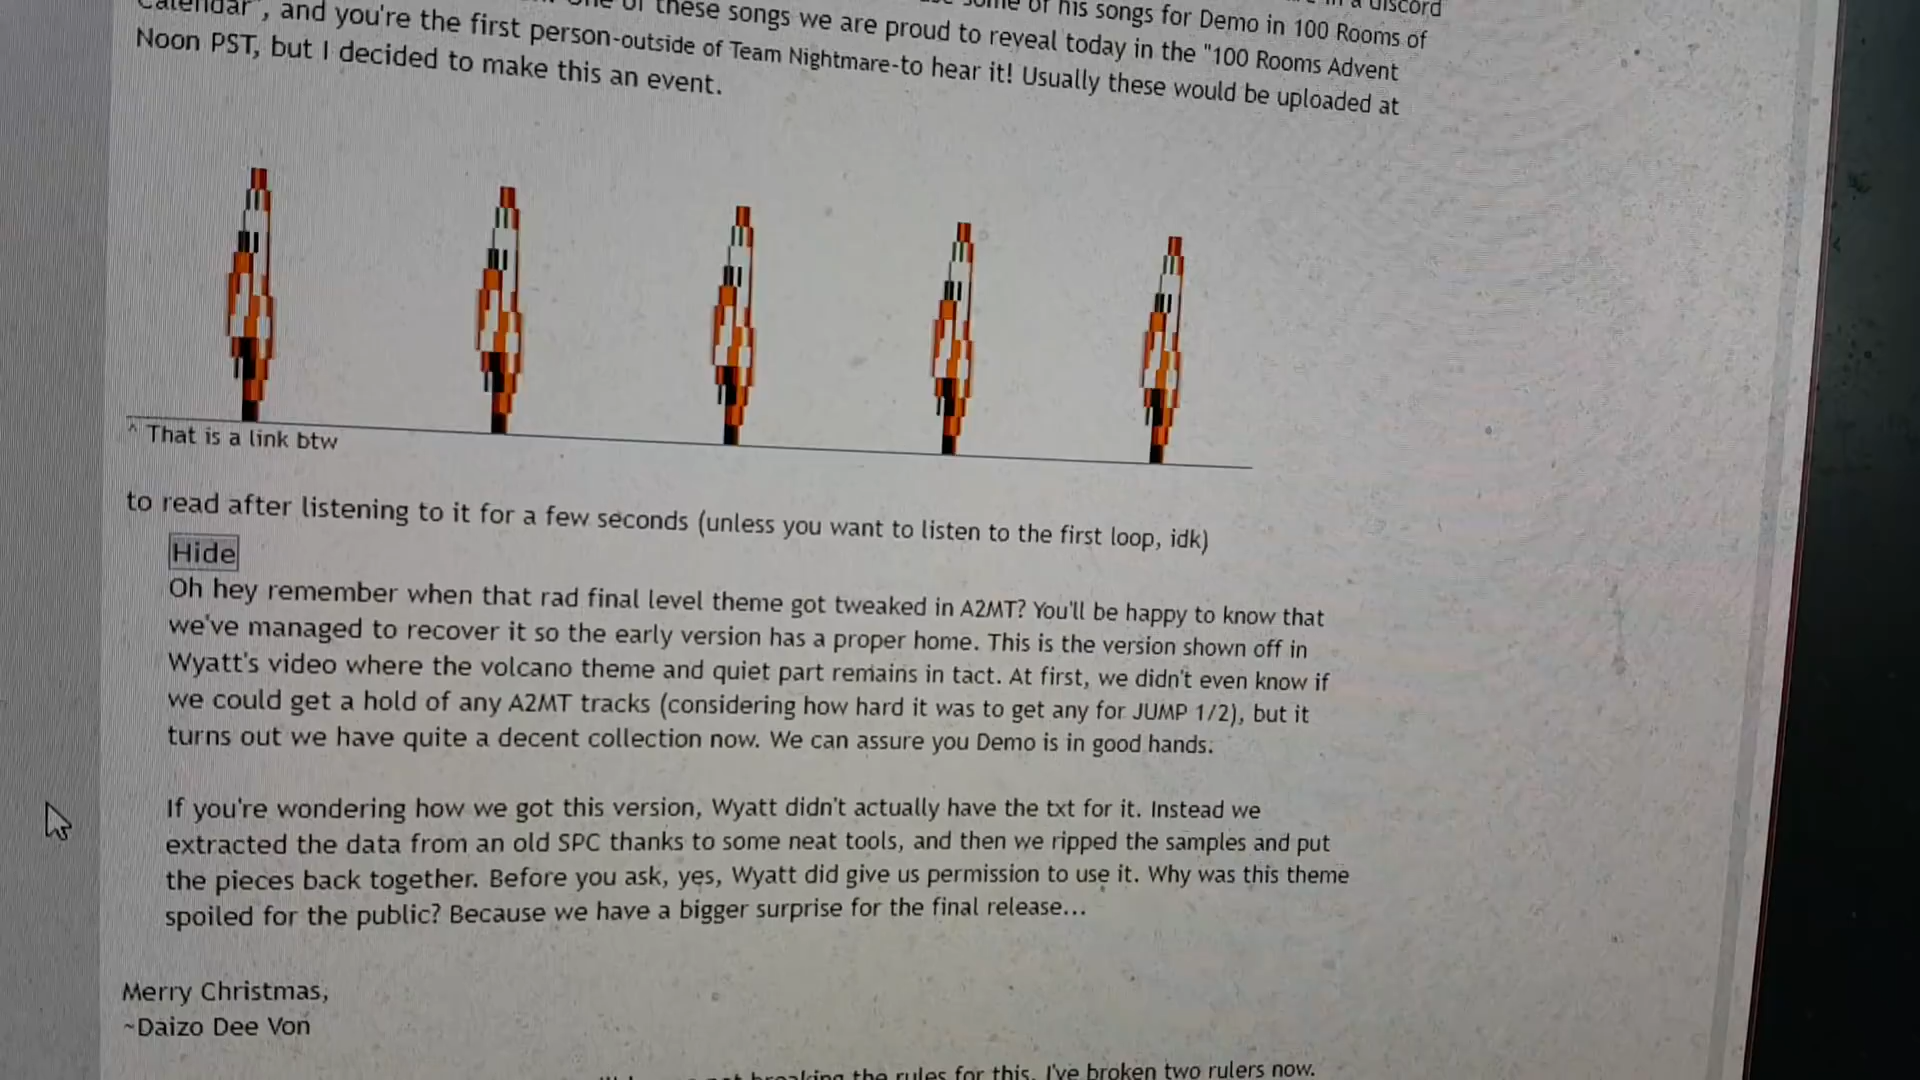 of his songs for Demo in 100 Rooms of
Calendar", and you're the first person-outside of Team Nightmare-to hear it! Usually these would be uploaded at
these songs we are proud to reveal today in the "100 Rooms Advent
Noon PST, but I decided to make this an event.
^ That is a link btw
to read after listening to it for a few seconds (unless you want to listen to the first loop, idk)
Hide
Oh hey remember when that rad final level theme got tweaked in A2MT? You'll be happy to know that
we've managed to recover it so the early version has a proper home. This is the version shown off in
Wyatt's video where the volcano theme and quiet part remains in tact. At first, we didn't even know if
we could get a hold of any A2MT tracks (considering how hard it was to get any for JUMP 1/2), but it
turns out we have quite a decent collection now. We can assure you Demo is in good hands.
If you're wondering how we got this version, Wyatt didn't actually have the txt for it. Instead we
extracted the data from an old SPC thanks to some neat tools, and then we ripped the samples and put
the pieces back together. Before you ask, yes, Wyatt did give us permission to use it. Why was this theme
spoiled for the public? Because we have a bigger surprise for the final release...
Merry Christmas,
~Daizo Dee Von
breaking the rules for this, I've broken two rulers now.